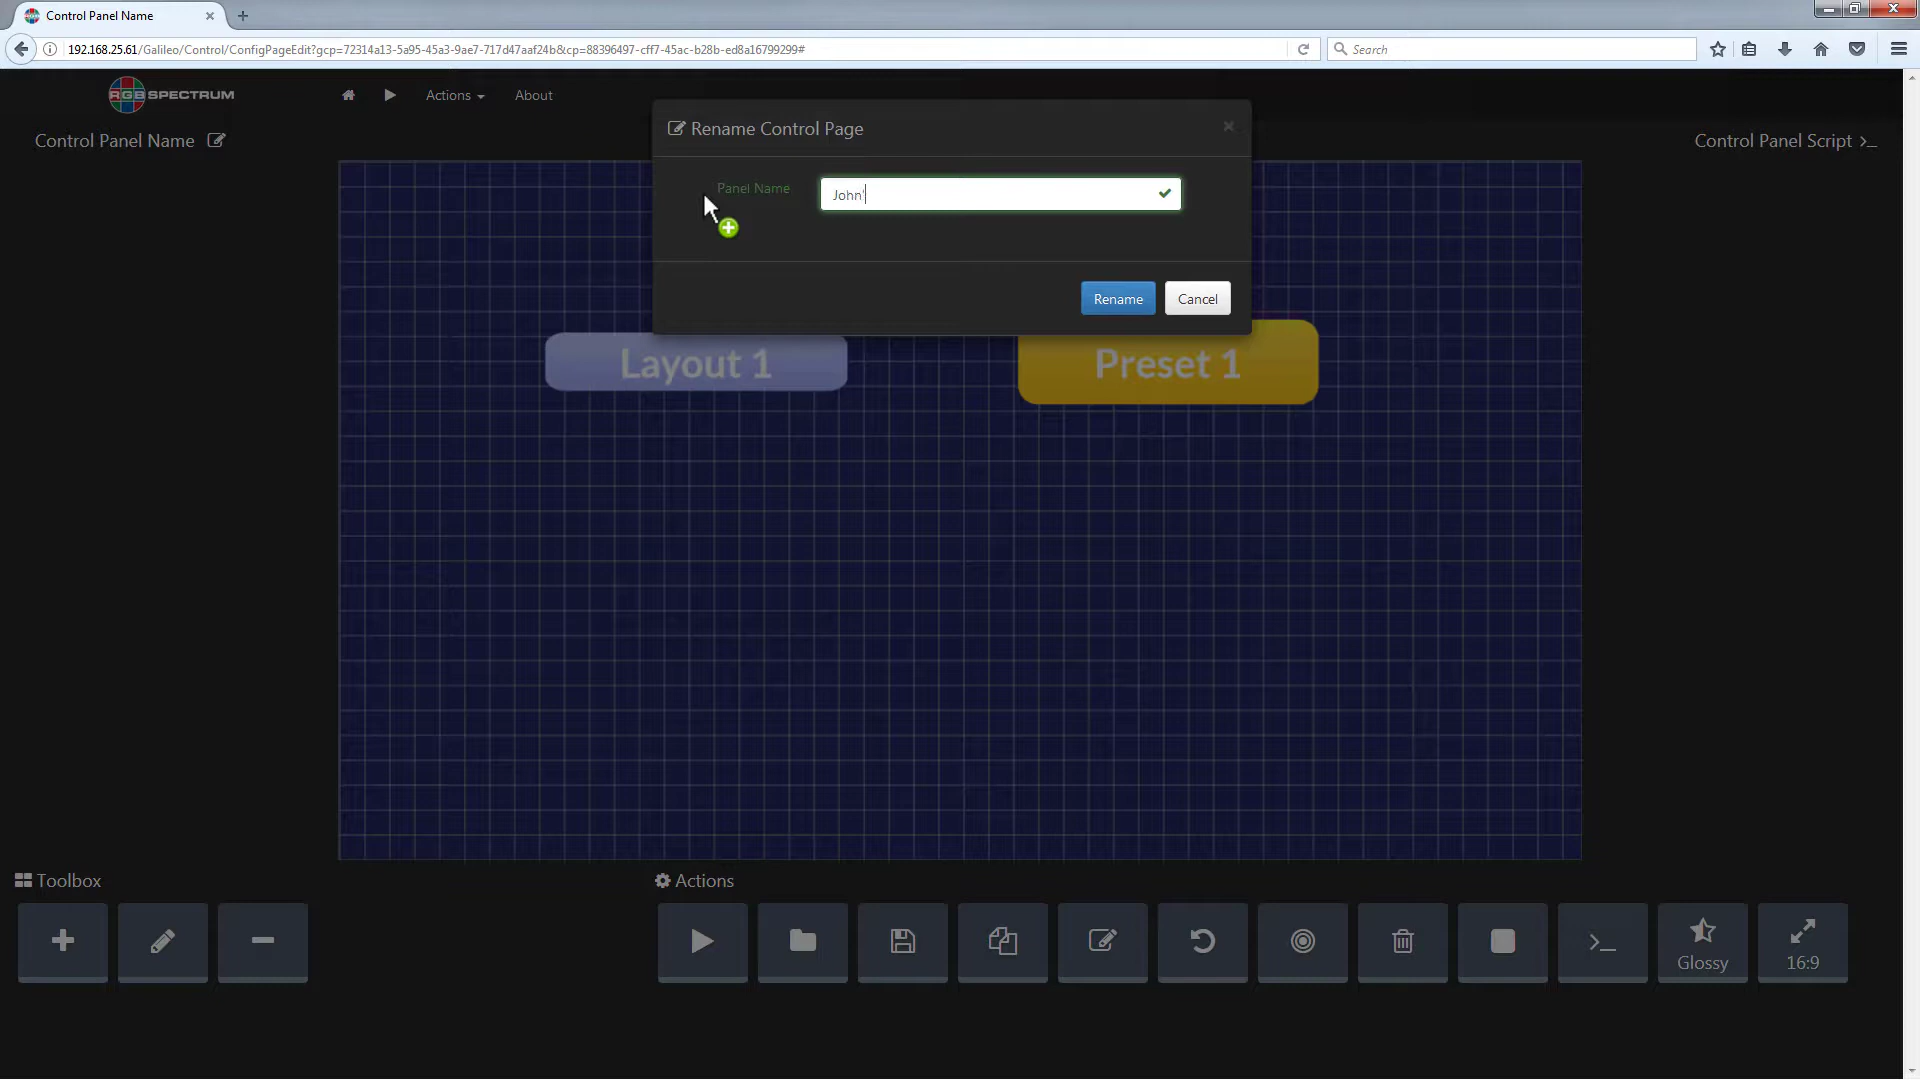 Control Panel Name
192.168.25.61/Galileo/Control/ConfigPageEdit?gcp=72314a13-5a95-45a3-9ae7-717d47aaf24b&cp=88396497-cff7-45ac-b28b-ed8a16799299#
Search
RGB SPECTRUM
Actions
About
Control Panel Name
Control Panel Script >_
Rename Control Page
Panel Name
John'
Rename
Cancel
Layout 1
Preset 1
Toolbox
Actions
Glossy
16:9